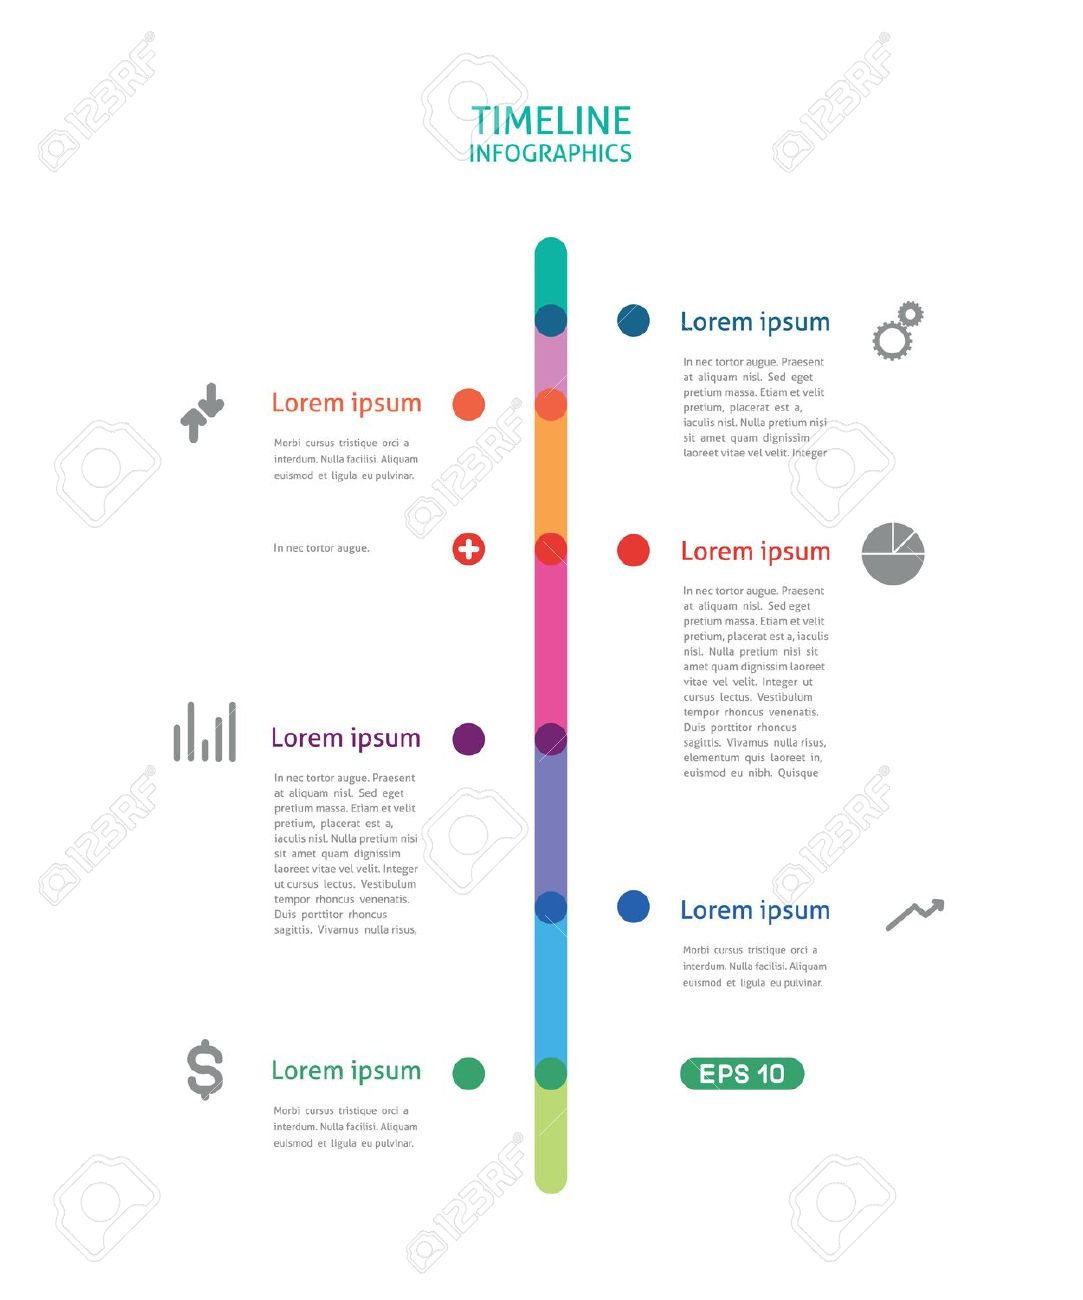 TIMELINE
INFOGRAPHICS
Lorem ipsum
In nec tortor augue. Praesent
at aliquam nisl. Sed eget
pretium massa. Etiam et velit
pretium, placerat est a,
iaculis nisl. Nulla pretium nisi
sit amet quam dignissim
laoreet vitae vel velit. Integer
Lorem ipsum
Morbi cursus tristique orci a
interdum. Nulla facilisi. Aliquam
euismod et ligula eu pulvinar.
In nec tortor augue.
Lorem ipsum
In nec tortor augue. Praesent
at aliquam nisl. Sed eget
pretium massa. Etiam et velit
pretium, placerat est a, iaculis
nisl. Nulla pretium nisi sit
amet quam dignissim laoreet
vitae vel velit. Integer ut
cursus lectus. Vestibulum
tempor rhoncus venenatis.
Duis porttitor rhoncus
sagittis. Vivamus nulla risus,
elementum quis laoreet in,
euismod eu nibh. Quisque
Lorem ipsum
In nec tortor augue. Praesent
at aliquam nisl. Sed eget
pretium massa. Etiam et velit
pretium, placerat est a,
iaculis nisl. Nulla pretium nisi
sit amet quam dignissim
laoreet vitae vel velit. Integer
ut cursus lectus. Vestibulum
tempor rhoncus venenatis.
Duis porttitor rhoncus
sagittis. Vivamus nulla risus,
Lorem ipsum
Morbi cursus tristique orci a
interdum. Nulla facilisi. Aliquam
euismod et ligula eu pulvinar.
Lorem ipsum
Morbi cursus tristique orci a
interdum. Nulla facilisi. Aliquam
euismod et ligula eu pulvinar.
$
EPS 10
123RF
123RF
123RF
123RF
123RF
123RF